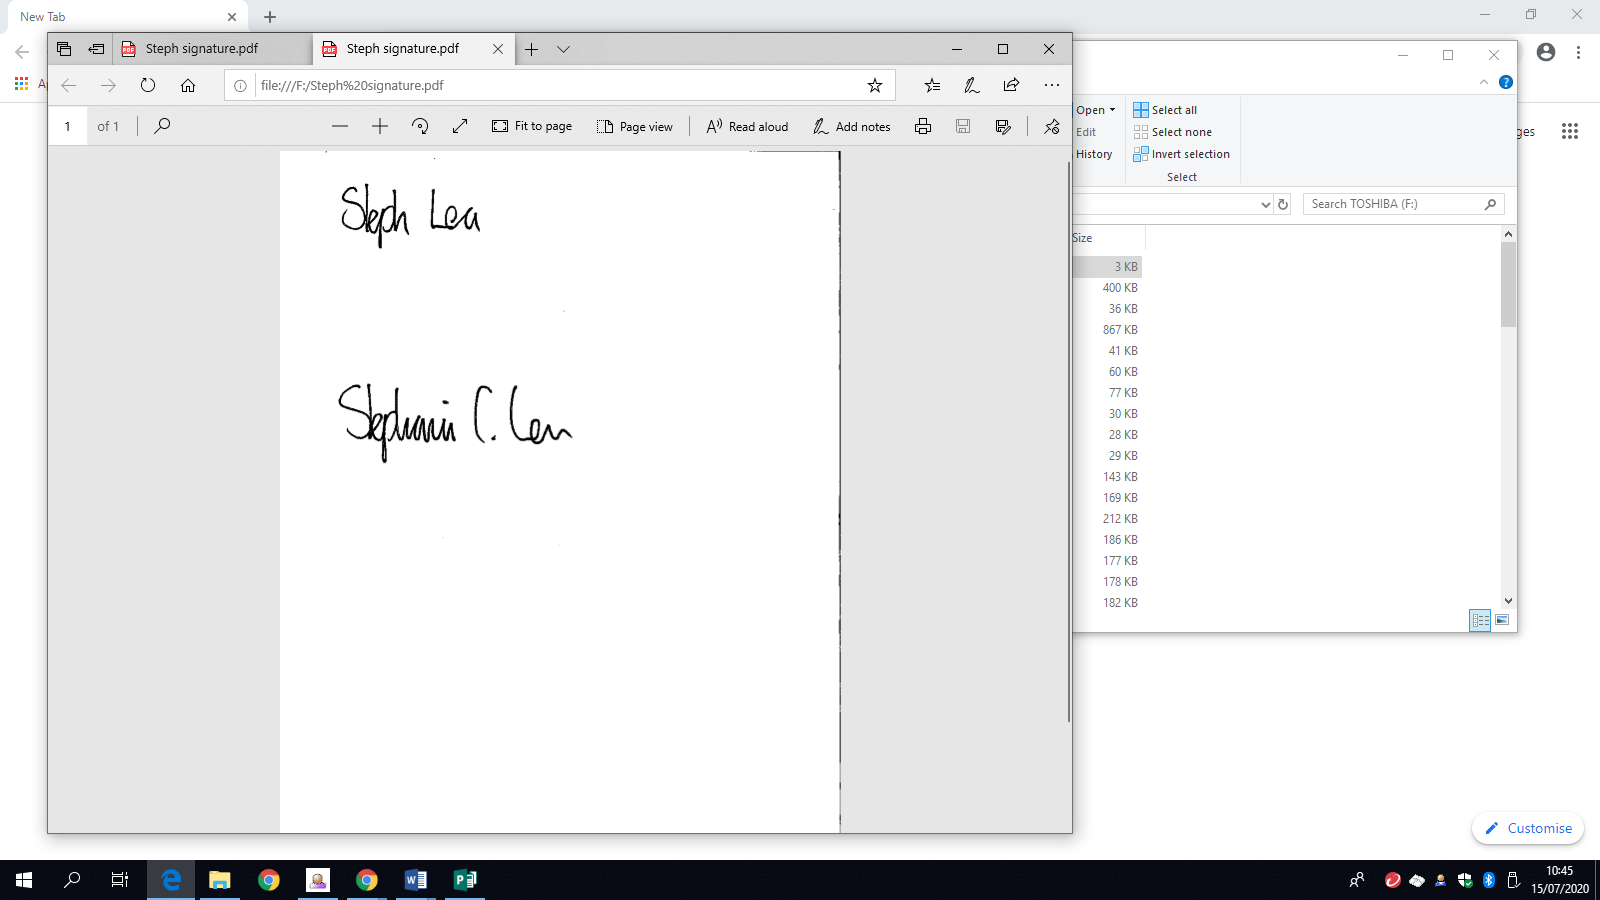 New Tab
Steph signature.pdf
Steph signature.pdf
file:///F:/Steph%20signature.pdf
1 of 1
Fit to page
Page view
Read aloud
Add notes
Steph Lea
Stephanie C. Lea
Open
Edit
History
Select all
Select none
Invert selection
Select
Search TOSHIBA (F:)
Size
3 KB
400 KB
36 KB
867 KB
41 KB
60 KB
77 KB
30 KB
28 KB
29 KB
143 KB
169 KB
212 KB
186 KB
177 KB
178 KB
182 KB
Customise
10:45
15/07/2020